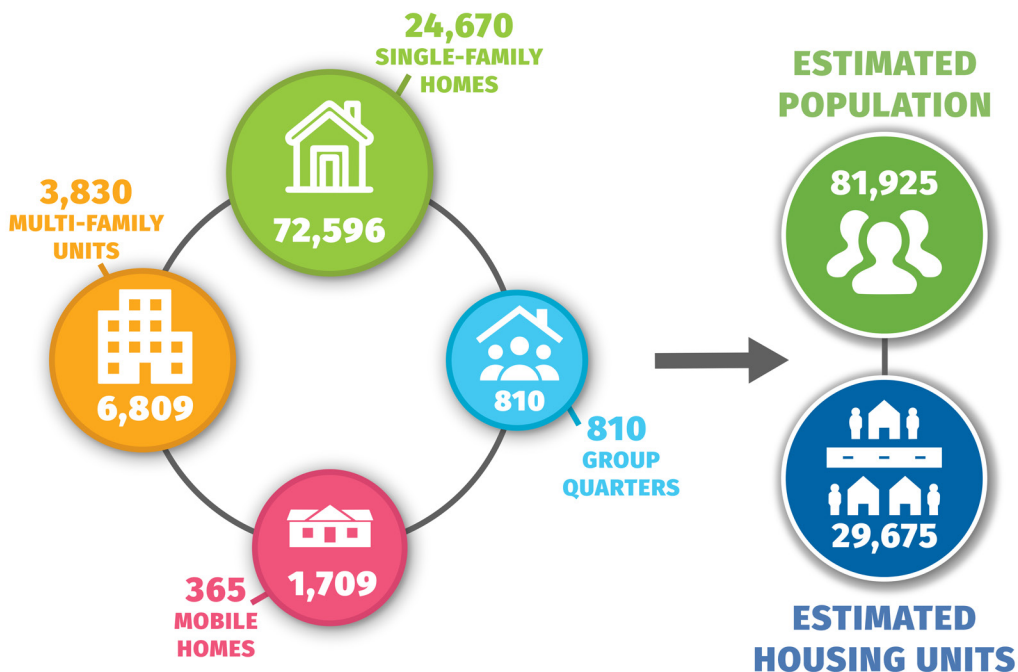 24,670
SINGLE-FAMILY
HOMES
72,596
3,830
MULTI-FAMILY
UNITS
6,809
810
810
GROUP
QUARTERS
1,709
365
MOBILE
HOMES
ESTIMATED
POPULATION
81,925
29,675
ESTIMATED
HOUSING UNITS